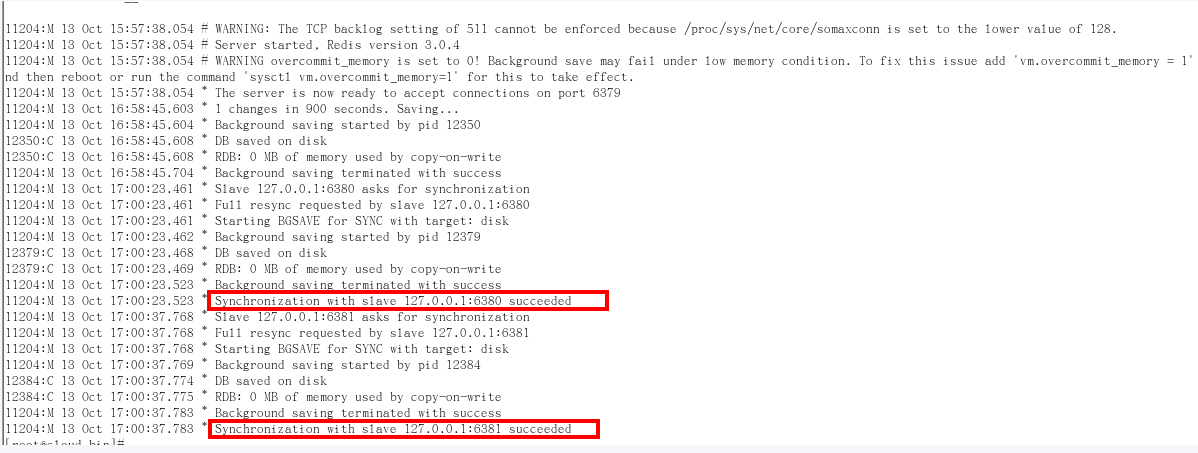 11204:M 13 Oct 15:57:38.054 # WARNING: The TCP backlog setting of 511 cannot be enforced because /proc/sys/net/core/somaxconn is set to the lower value of 128.
11204:M 13 Oct 15:57:38.054 # Server started, Redis version 3.0.4
11204:M 13 Oct 15:57:38.054 # WARNING overcommit_memory is set to 0! Background save may fail under low memory condition. To fix this issue add 'vm.overcommit_memory = 1'
nd then reboot or run the command 'sysctl vm.overcommit_memory=1' for this to take effect.
11204:M 13 Oct 15:57:38.054 * The server is now ready to accept connections on port 6379
11204:M 13 Oct 16:58:45.603 * 1 changes in 900 seconds. Saving...
11204:M 13 Oct 16:58:45.604 * Background saving started by pid 12350
12350:C 13 Oct 16:58:45.608 * DB saved on disk
12350:C 13 Oct 16:58:45.608 * RDB: 0 MB of memory used by copy-on-write
11204:M 13 Oct 16:58:45.704 * Background saving terminated with success
11204:M 13 Oct 17:00:23.461 * Slave 127.0.0.1:6380 asks for synchronization
11204:M 13 Oct 17:00:23.461 * Full resync requested by slave 127.0.0.1:6380
11204:M 13 Oct 17:00:23.461 * Starting BGSAVE for SYNC with target: disk
11204:M 13 Oct 17:00:23.462 * Background saving started by pid 12379
12379:C 13 Oct 17:00:23.468 * DB saved on disk
12379:C 13 Oct 17:00:23.469 * RDB: 0 MB of memory used by copy-on-write
11204:M 13 Oct 17:00:23.523 * Background saving terminated with success
11204:M 13 Oct 17:00:23.523 * Synchronization with slave 127.0.0.1:6380 succeeded
11204:M 13 Oct 17:00:37.768 * Slave 127.0.0.1:6381 asks for synchronization
11204:M 13 Oct 17:00:37.768 * Full resync requested by slave 127.0.0.1:6381
11204:M 13 Oct 17:00:37.768 * Starting BGSAVE for SYNC with target: disk
11204:M 13 Oct 17:00:37.769 * Background saving started by pid 12384
12384:C 13 Oct 17:00:37.774 * DB saved on disk
12384:C 13 Oct 17:00:37.775 * RDB: 0 MB of memory used by copy-on-write
11204:M 13 Oct 17:00:37.783 * Background saving terminated with success
11204:M 13 Oct 17:00:37.783 * Synchronization with slave 127.0.0.1:6381 succeeded
[root@cloud bin]#